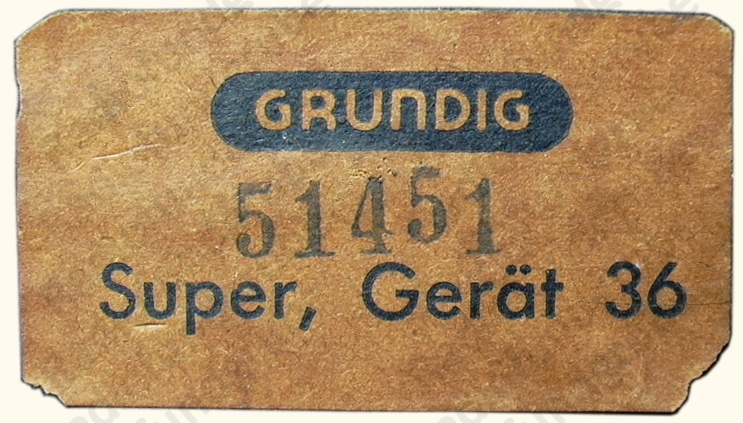 GRUNDIG
51451
Super, Gerät 36